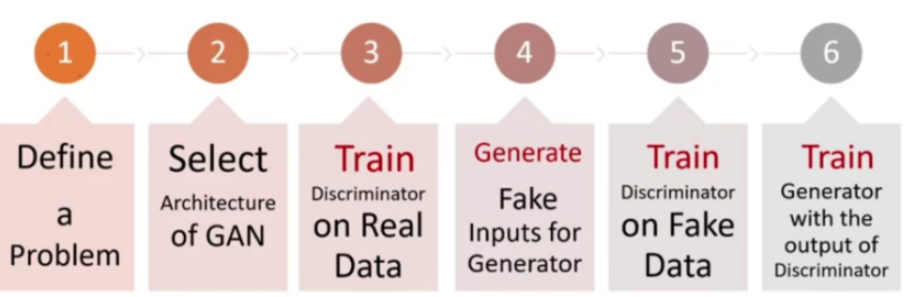 1
2
3
4
5
6
Define
a
Problem
Select
Architecture
of GAN
Train
Discriminator
on Real
Data
Generate
Fake
Inputs for
Generator
Train
Discriminator
on Fake
Data
Train
Generator
with the
output of
Discriminator